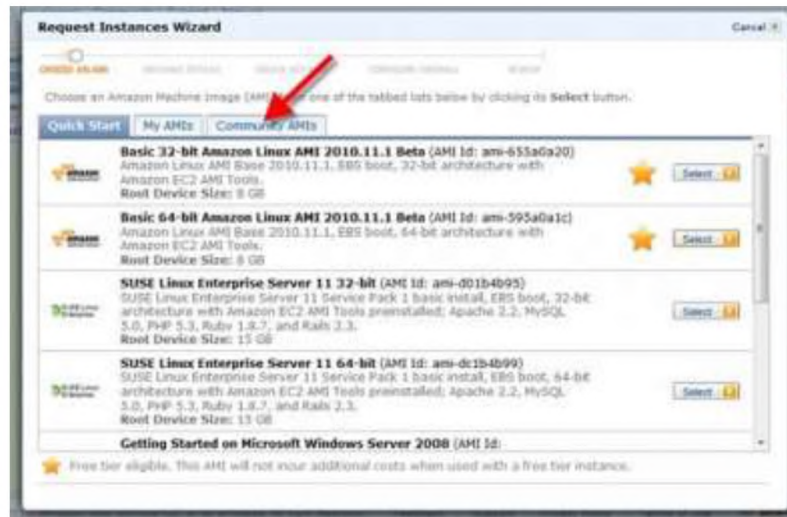 Request Instances Wizard
Cancel
CHOOSE AN AMI
Choose an Amazon Machine Image (AMI) one of the tabbed lists below by clicking its Select button.
Quick Start My AMIs Community AMIs
Basic 32-bit Amazon Linux AMI 2010.11.1 Beta (AMI Id: ami-655a0a20)
Amazon Linux AMI Base 2010.11.1, EBS boot, 32-bit architecture with
Amazon EC2 AMI Tools.
Root Device Size: 8 GB
Select
Basic 64-bit Amazon Linux AMI 2010.11.1 Beta (AMI Id: ami-595a0a1c)
Amazon Linux AMI Base 2010.11.1, EBS boot, 64-bit architecture with
Amazon EC2 AMI Tools.
Root Device Size: 8 GB
Select
SUSE Linux Enterprise Server 11 32-bit (AMI Id: ami-d01b4b95)
SUSE Linux Enterprise Server 11 Service Pack 1 basic install, EBS boot, 32-bit
architecture with Amazon EC2 AMI Tools preinstalled; Apache 2.2, MySQL
5.0, PHP 5.3, Ruby 1.8.7, and Rails 2.3.
Root Device Size: 15 GB
Select
SUSE Linux Enterprise Server 11 64-bit (AMI Id: ami-dc1b4b99)
SUSE Linux Enterprise Server 11 Service Pack 1 basic install, EBS boot, 64-bit
architecture with Amazon EC2 AMI Tools preinstalled; Apache 2.2, MySQL
5.0, PHP 5.3, Ruby 1.8.7, and Rails 2.3.
Root Device Size: 15 GB
Select
Getting Started on Microsoft Windows Server 2008 (AMI Id:
Free tier eligible. This AMI will not incur additional costs when used with a free tier instance.